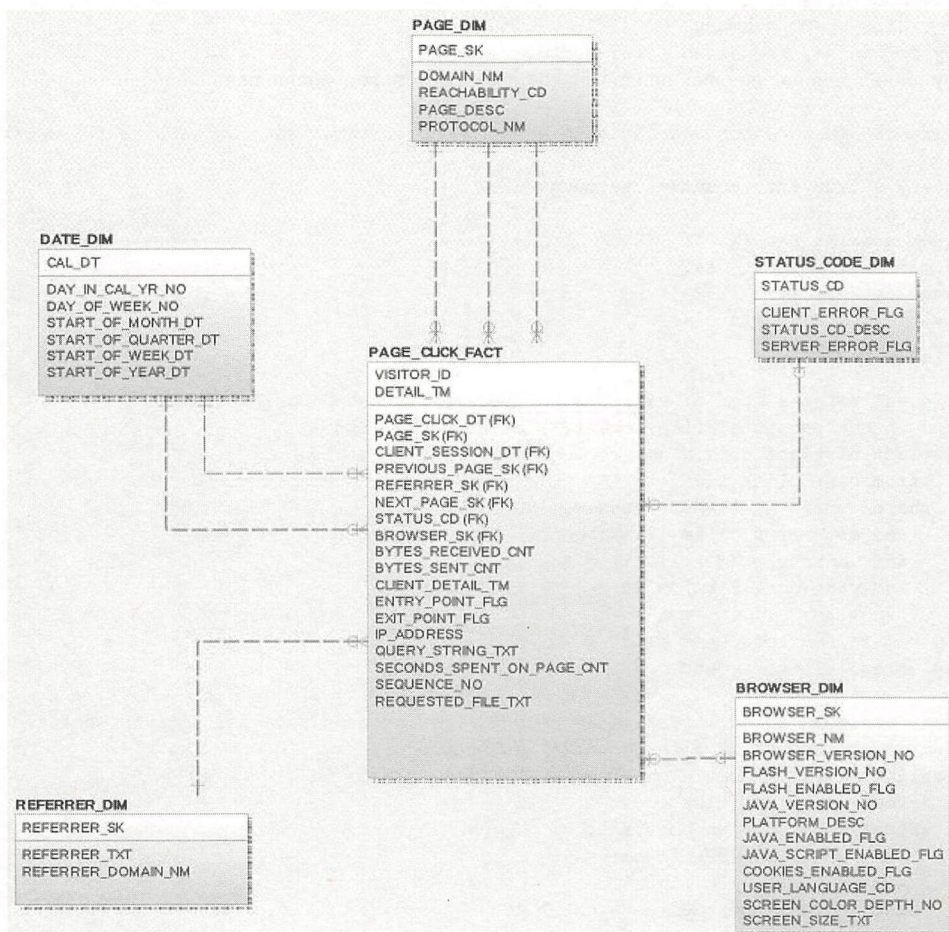 PAGE_DIM
PAGE_SK
DOMAIN_NM
REACHABILITY_CD
PAGE_DESC
PROTOCOL_NM
DATE_DIM
CAL_DT
DAY_IN_CAL_YR_NO
DAY_OF_WEEK_NO
START_OF_MONTH_DT
START_OF_QUARTER_DT
START_OF_WEEK_DT
START_OF_YEAR_DT
STATUS_CODE_DIM
STATUS_CD
CLIENT_ERROR_FLG
STATUS_CD_DESC
SERVER_ERROR_FLG
PAGE_CLICK_FACT
VISITOR_ID
DETAIL_TM
PAGE_CLICK_DT (FK)
PAGE_SK (FK)
CLIENT_SESSION_DT (FK)
PREVIOUS_PAGE_SK (FK)
REFERRER_SK (FK)
NEXT_PAGE_SK (FK)
STATUS_CD (FK)
BROWSER_SK (FK)
BYTES_RECEIVED_CNT
BYTES_SENT_CNT
CLIENT_DETAIL_TM
ENTRY_POINT_FLG
EXIT_POINT_FLG
IP_ADDRESS
QUERY_STRING_TXT
SECONDS_SPENT_ON_PAGE_CNT
SEQUENCE_NO
REQUESTED_FILE_TXT
REFERRER_DIM
REFERRER_SK
REFERRER_TXT
REFERRER_DOMAIN_NM
BROWSER_DIM
BROWSER_SK
BROWSER_NM
BROWSER_VERSION_NO
FLASH_VERSION_NO
FLASH_ENABLED_FLG
JAVA_VERSION_NO
PLATFORM_DESC
JAVA_ENABLED_FLG
JAVA_SCRIPT_ENABLED_FLG
COOKIES_ENABLED_FLG
USER_LANGUAGE_CD
SCREEN_COLOR_DEPTH_NO
SCREEN_SIZE_TXT